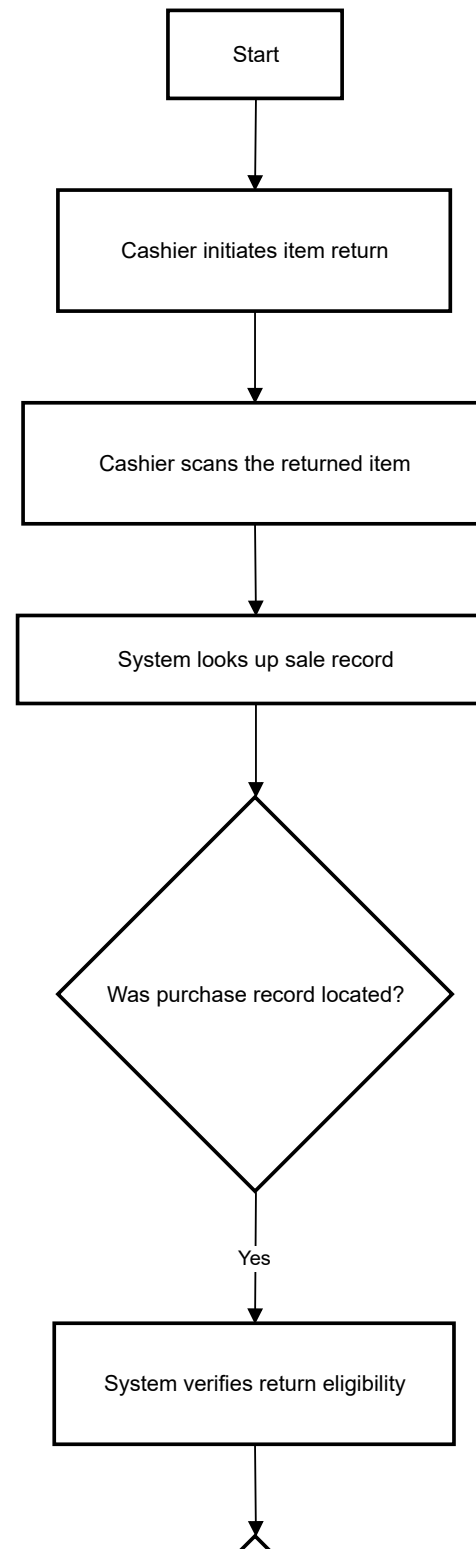 Start
Cashier initiates item return
Cashier scans the returned item
System looks up sale record
Was purchase record located?
Yes
System verifies return eligibility